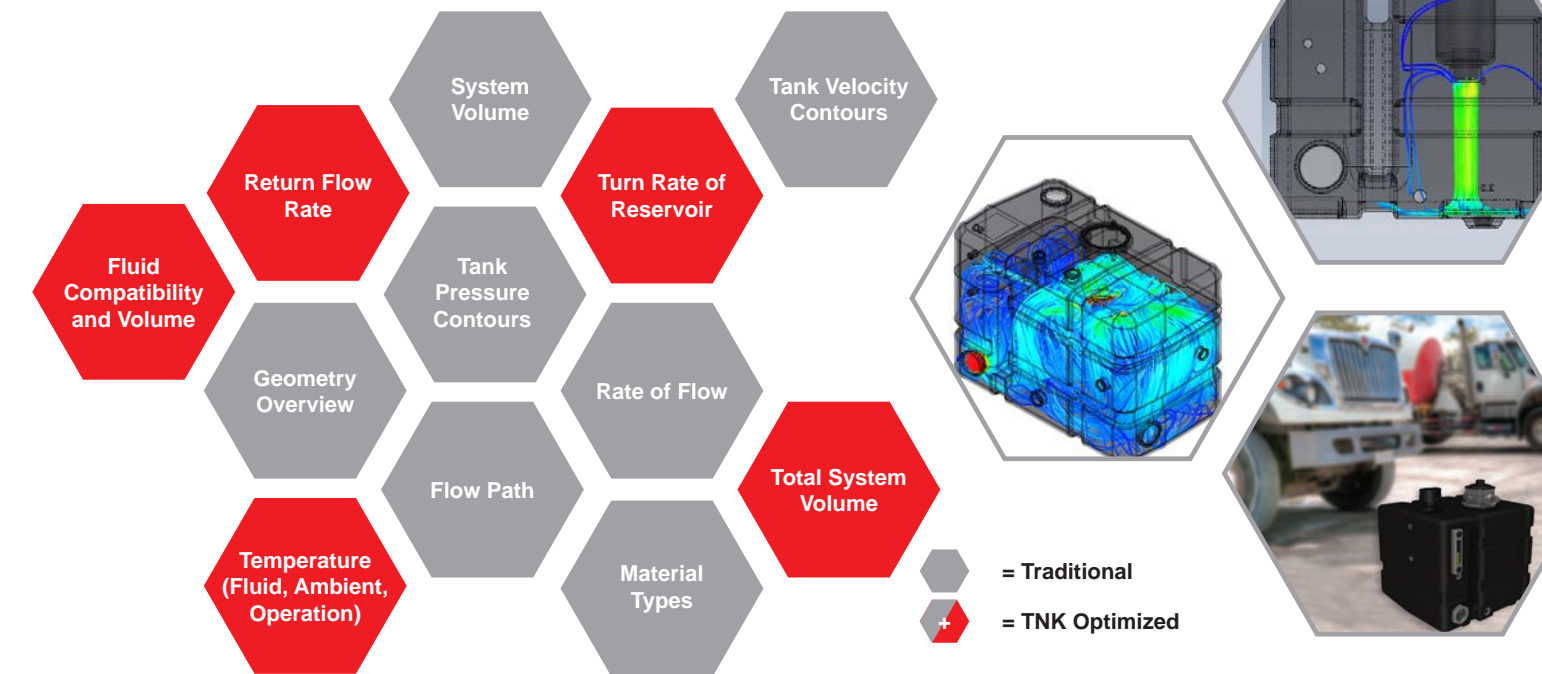 System
Volume
Tank Velocity
Contours
Return Flow
Rate
Turn Rate of
Reservoir
Fluid
Compatibility
and Volume
Tank
Pressure
Contours
Geometry
Overview
Rate of Flow
Flow Path
Total System
Volume
Temperature
(Fluid, Ambient,
Operation)
Material
Types
= Traditional
+
= TNK Optimized